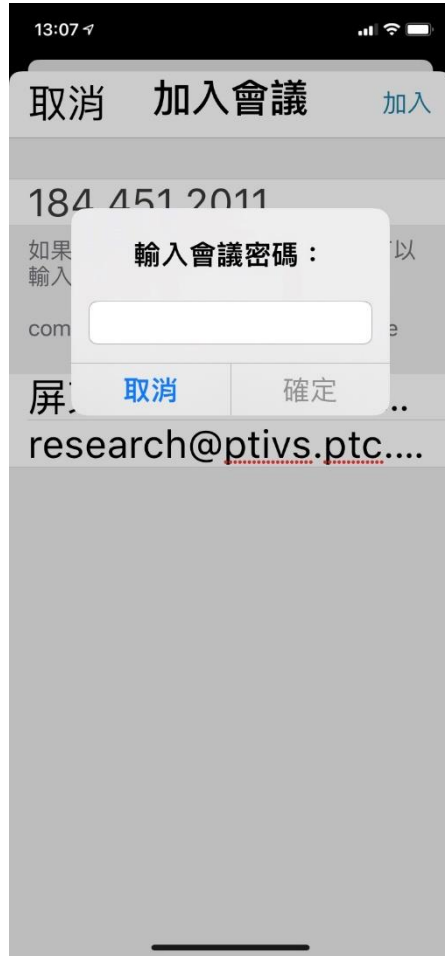 13:07
取消 加入會議 加入
184 451 2011
如果 以
輸入
輸入會議密碼：
com e
取消 確定
屏 ..
research@ptivs.ptc....